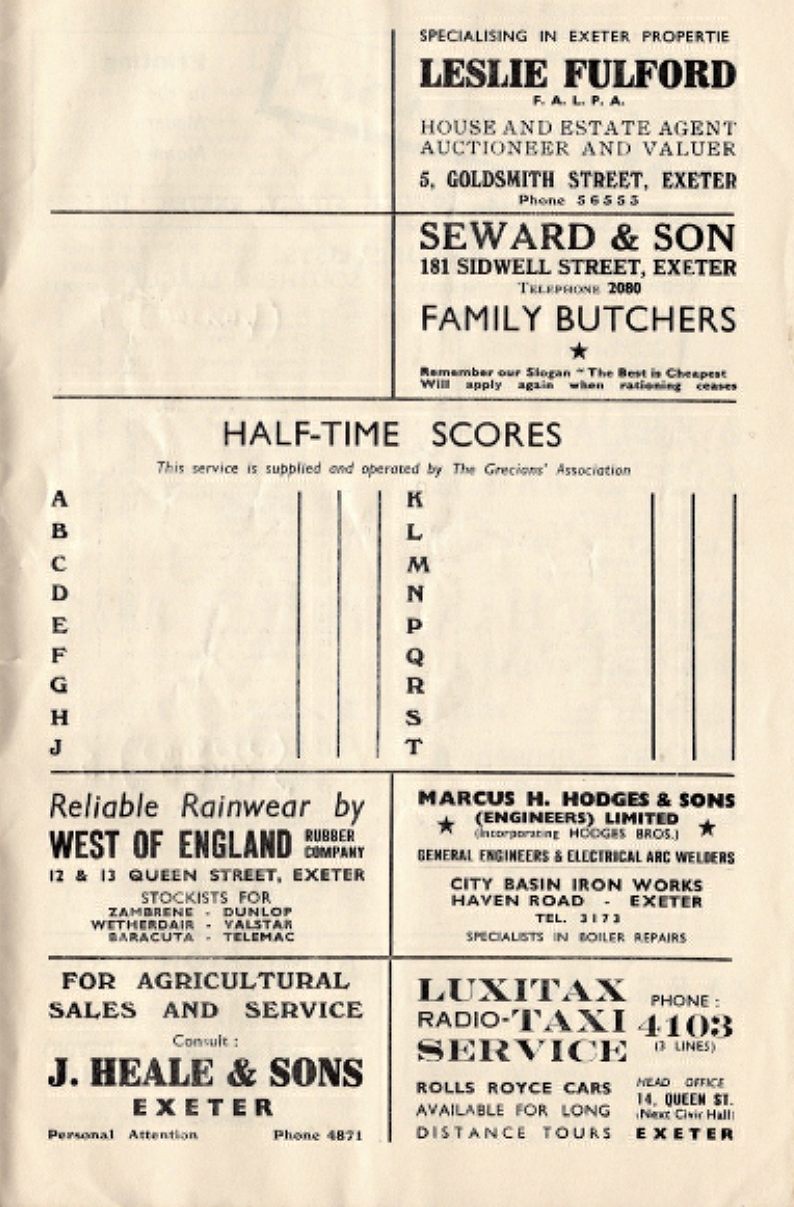 SPECIALISING IN EXETER PROPERTIE
LESLIE FULFORD
F. A. L. P. A.
HOUSE AND ESTATE AGENT
AUCTIONEER AND VALUER
5, GOLDSMITH STREET, EXETER
Phone 56553
SEWARD & SON
181 SIDWELL STREET, EXETER
TELEPHONE 2080
FAMILY BUTCHERS
★
Remember our Slogan "The Best is Cheapest
Will apply again when rationing ceases
HALF-TIME SCORES
This service is supplied and operated by The Grecians' Association
A
B
C
D
E
F
G
H
J
K
L
M
N
P
Q
R
S
T
Reliable Rainwear by
WEST OF ENGLAND RUBBER COMPANY
12 & 13 QUEEN STREET, EXETER
STOCKISTS FOR
ZAMBRENE - DUNLOP
WETHERDAIR - VALSTAR
BARACUTA - TELEMAC
MARCUS H. HODGES & SONS
(ENGINEERS) LIMITED
★ (Incorporating HODGES BROS.) ★
GENERAL ENGINEERS & ELECTRICAL ARC WELDERS
CITY BASIN IRON WORKS
HAVEN ROAD - EXETER
TEL. 3173
SPECIALISTS IN BOILER REPAIRS
FOR AGRICULTURAL
SALES AND SERVICE
Consult :
J. HEALE & SONS
EXETER
Personal Attention Phone 4871
LUXITAX
RADIO-TAXI
SERVICE
PHONE :
4103
(3 LINES)
ROLLS ROYCE CARS
AVAILABLE FOR LONG
DISTANCE TOURS
HEAD OFFICE
14, QUEEN ST.
(Next Civic Hall)
EXETER